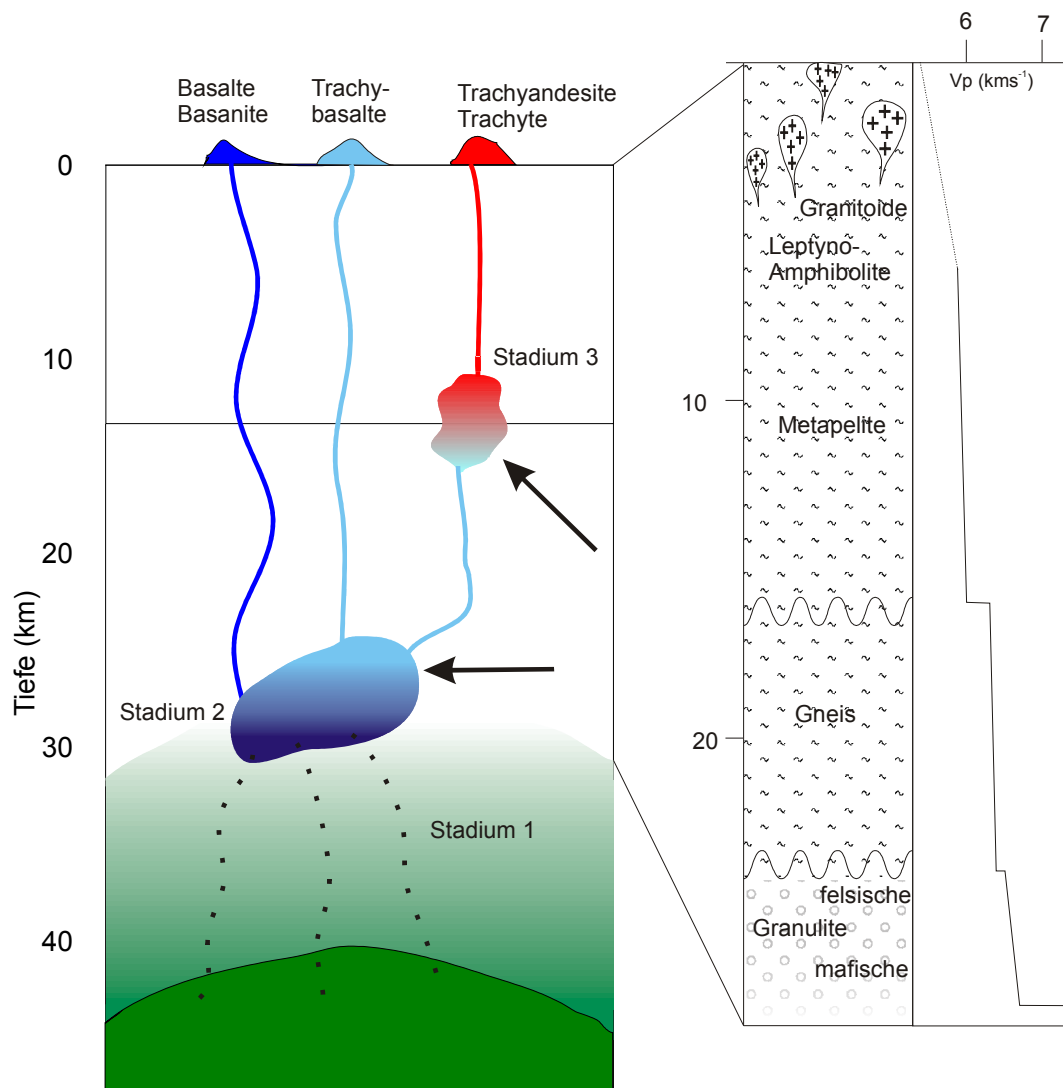 6
7
Vp (kms⁻¹)
Basalte
Basanite
Trachy-
basalte
Trachyandesite
Trachyte
0
10
20
30
40
Tiefe (km)
Stadium 3
Stadium 2
Stadium 1
Granitoide
Leptyno-
Amphibolite
10
Metapelite
Gneis
20
felsische
Granulite
mafische